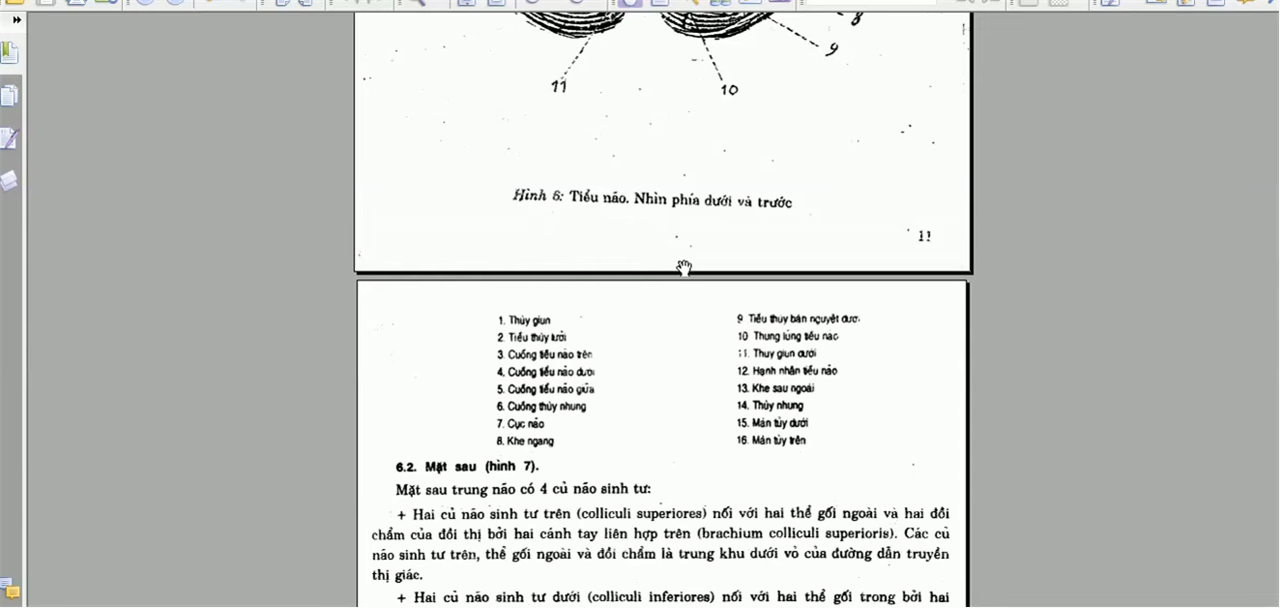 8
9
11
10
Hình 6: Tiểu não. Nhìn phía dưới và trước
11
1. Thùy giun
2. Tiểu thùy lưỡi
3. Cuống tiểu não trên
4. Cuống tiểu não dưới
5. Cuống tiểu não giữa
6. Cuống thùy nhung
7. Cục não
8. Khe ngang
9 Tiểu thùy bán nguyệt
10 Thung lũng tiểu não
11. Thùy giun dưới
12. Hạnh nhân tiểu não
13. Khe sau ngoài
14. Thùy nhung
15. Màn tủy dưới
16. Màn tủy trên
6.2. Mặt sau (hình 7).
Mặt sau trung não có 4 củ não sinh tư:
+ Hai củ não sinh tư trên (colliculi superiores) nối với hai thể gối ngoài và hai đồi
chẩm của đồi thị bởi hai cánh tay liên hợp trên (brachium colliculi superioris). Các củ
não sinh tư trên, thể gối ngoài và đồi chẩm là trung khu dưới vỏ của đường dẫn truyền
thị giác.
+ Hai củ não sinh tư dưới (colliculi inferiores) nối với hai thể gối trong bởi hai